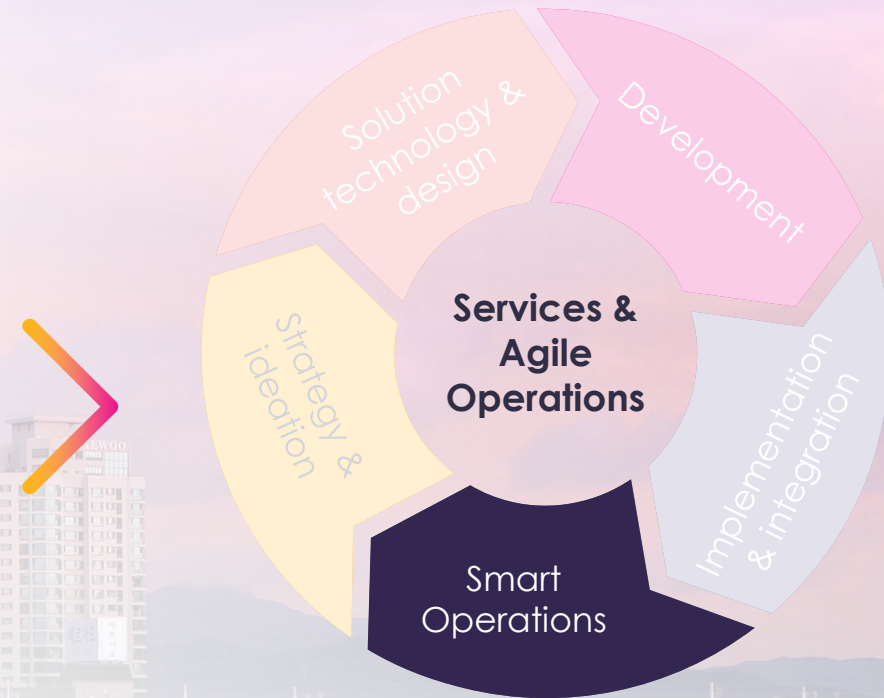 Solution
technology &
design
Development
Services &
Agile
Operations
Strategy &
ideation
Implementation
& integration
Smart
Operations